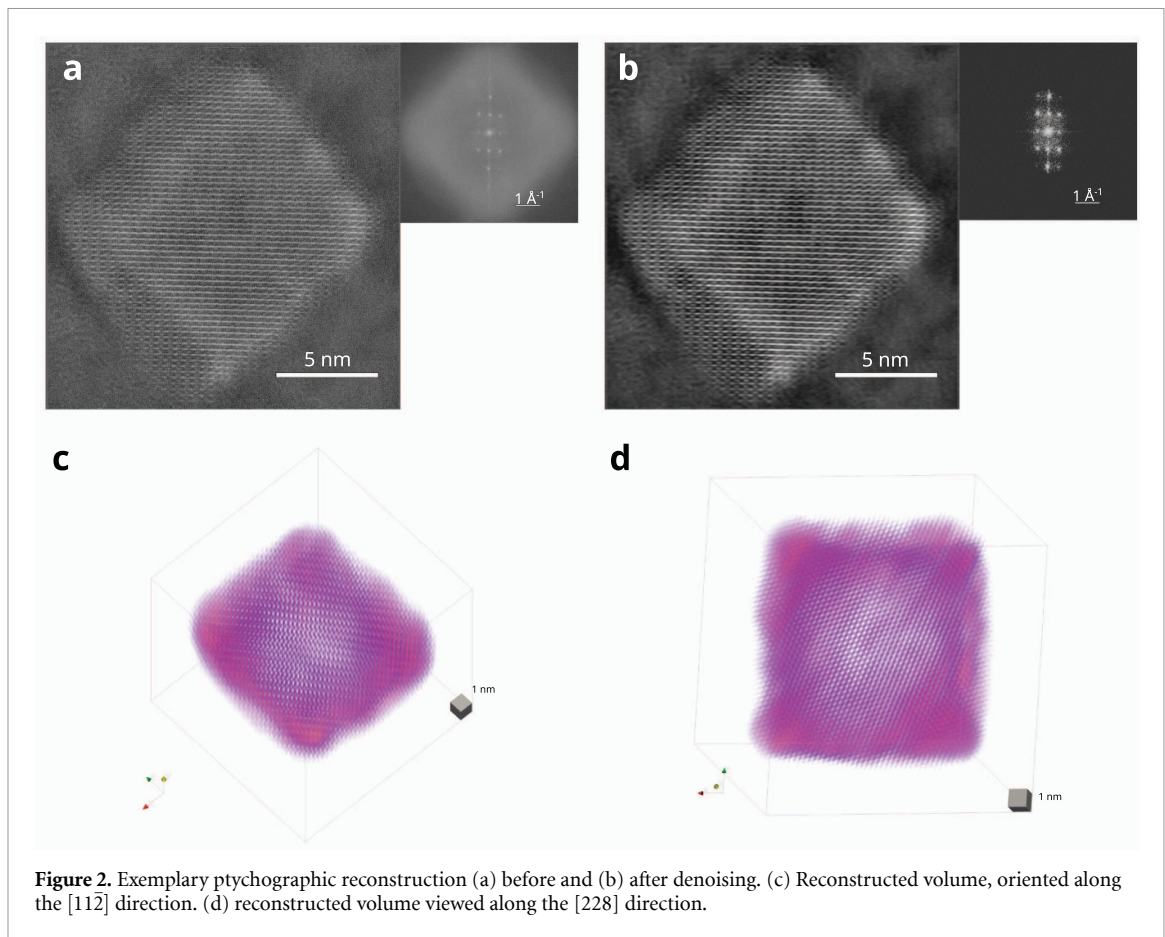 a
1 Å⁻¹
5 nm
b
1 Å⁻¹
5 nm
c
1 nm
d
1 nm
Figure 2. Exemplary ptychographic reconstruction (a) before and (b) after denoising. (c) Reconstructed volume, oriented along
the [112̄] direction. (d) reconstructed volume viewed along the [228] direction.